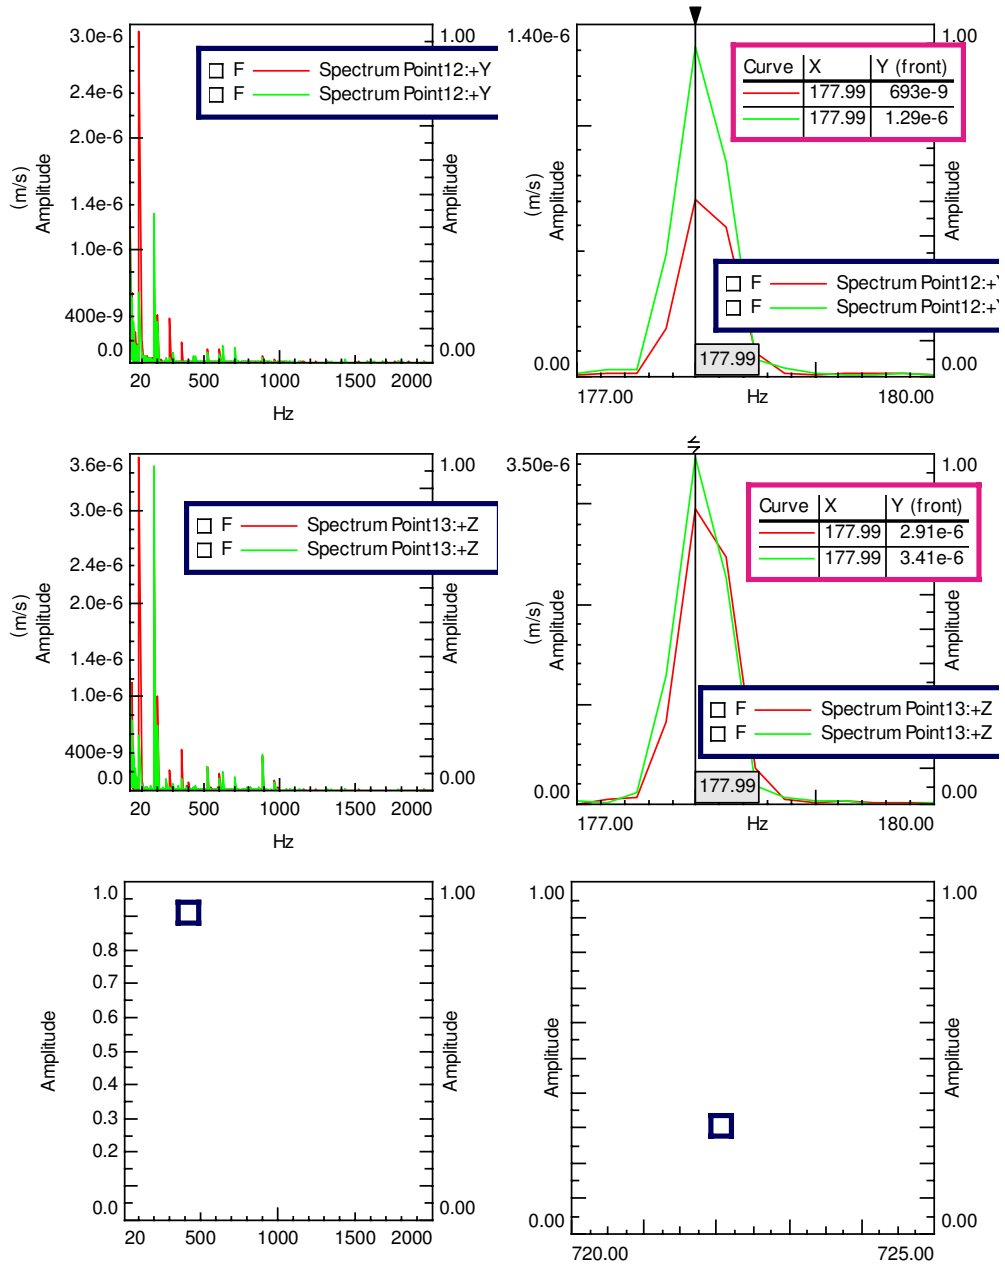 3.0e-6
2.4e-6
2.0e-6
1.4e-6
1.0e-6
400e-9
0.0
(m/s)
Amplitude
1.00
Amplitude
0.00
F Spectrum Point12:+Y
F Spectrum Point12:+Y
20 500 1000 1500 2000
Hz
1.40e-6
(m/s)
Amplitude
0.00
1.00
Amplitude
0.00
Curve X Y (front)
177.99 693e-9
177.99 1.29e-6
F Spectrum Point12:+Y
F Spectrum Point12:+Y
177.99
177.00 Hz 180.00
3.6e-6
3.0e-6
2.4e-6
2.0e-6
1.4e-6
1.0e-6
400e-9
0.0
(m/s)
Amplitude
1.00
Amplitude
0.00
F Spectrum Point13:+Z
F Spectrum Point13:+Z
20 500 1000 1500 2000
Hz
3.50e-6
(m/s)
Amplitude
0.00
1.00
Amplitude
0.00
Curve X Y (front)
177.99 2.91e-6
177.99 3.41e-6
F Spectrum Point13:+Z
F Spectrum Point13:+Z
177.99
177.00 Hz 180.00
1.0
0.8
0.7
0.6
0.5
0.4
0.3
0.2
0.0
Amplitude
1.00
Amplitude
0.00
20 500 1000 1500 2000
1.00
Amplitude
0.00
1.00
Amplitude
0.00
720.00 725.00